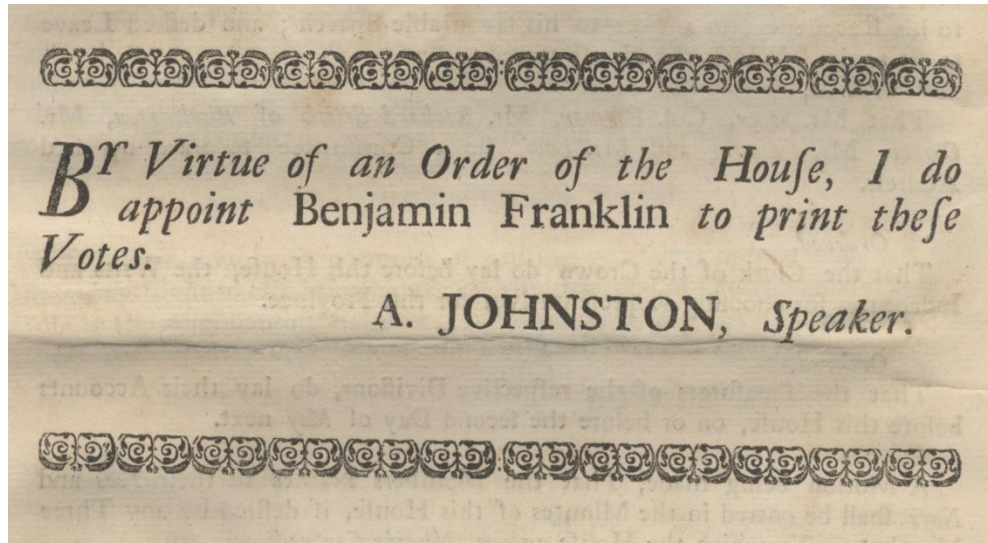 BY Virtue of an Order of the Houſe, I do
appoint Benjamin Franklin to print theſe
Votes.
A. JOHNSTON, Speaker.